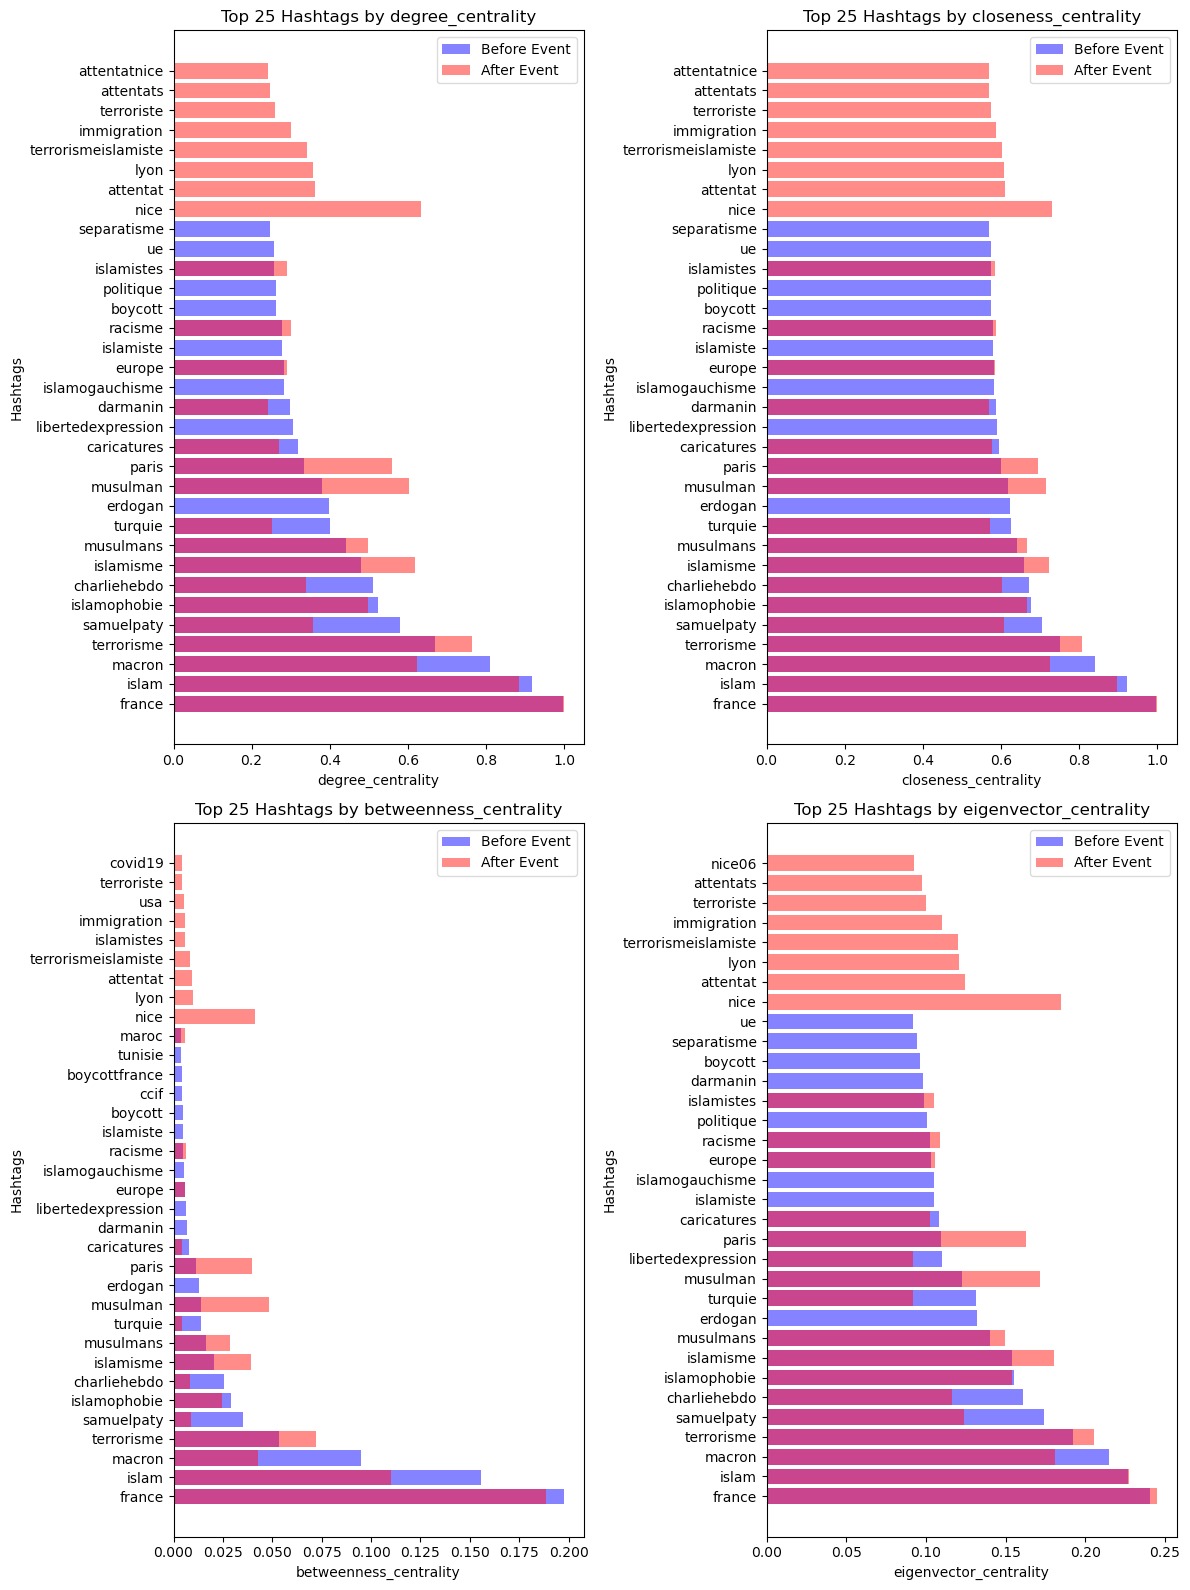 Top 25 Hashtags by degree_centrality
Before Event
After Event
attentatnice
attentats
terroriste
immigration
terrorismeislamiste
lyon
attentat
nice
separatisme
ue
islamistes
politique
boycott
racisme
islamiste
europe
islamogauchisme
darmanin
libertedexpression
caricatures
paris
musulman
erdogan
turquie
musulmans
islamisme
charliehebdo
islamophobie
samuelpaty
terrorisme
macron
islam
france
Hashtags
0.0 0.2 0.4 0.6 0.8 1.0
degree_centrality
Top 25 Hashtags by closeness_centrality
Before Event
After Event
attentatnice
attentats
terroriste
immigration
terrorismeislamiste
lyon
attentat
nice
separatisme
ue
islamistes
politique
boycott
racisme
islamiste
europe
islamogauchisme
darmanin
libertedexpression
caricatures
paris
musulman
erdogan
turquie
musulmans
islamisme
charliehebdo
islamophobie
samuelpaty
terrorisme
macron
islam
france
Hashtags
0.0 0.2 0.4 0.6 0.8 1.0
closeness_centrality
Top 25 Hashtags by betweenness_centrality
Before Event
After Event
covid19
terroriste
usa
immigration
islamistes
terrorismeislamiste
attentat
lyon
nice
maroc
tunisie
boycottfrance
ccif
boycott
islamiste
racisme
islamogauchisme
europe
libertedexpression
darmanin
caricatures
paris
erdogan
musulman
turquie
musulmans
islamisme
charliehebdo
islamophobie
samuelpaty
terrorisme
macron
islam
france
Hashtags
0.000 0.025 0.050 0.075 0.100 0.125 0.150 0.175 0.200
betweenness_centrality
Top 25 Hashtags by eigenvector_centrality
Before Event
After Event
nice06
attentats
terroriste
immigration
terrorismeislamiste
lyon
attentat
nice
ue
separatisme
boycott
darmanin
islamistes
politique
racisme
europe
islamogauchisme
islamiste
caricatures
paris
libertedexpression
musulman
turquie
erdogan
musulmans
islamisme
islamophobie
charliehebdo
samuelpaty
terrorisme
macron
islam
france
Hashtags
0.00 0.05 0.10 0.15 0.20 0.25
eigenvector_centrality